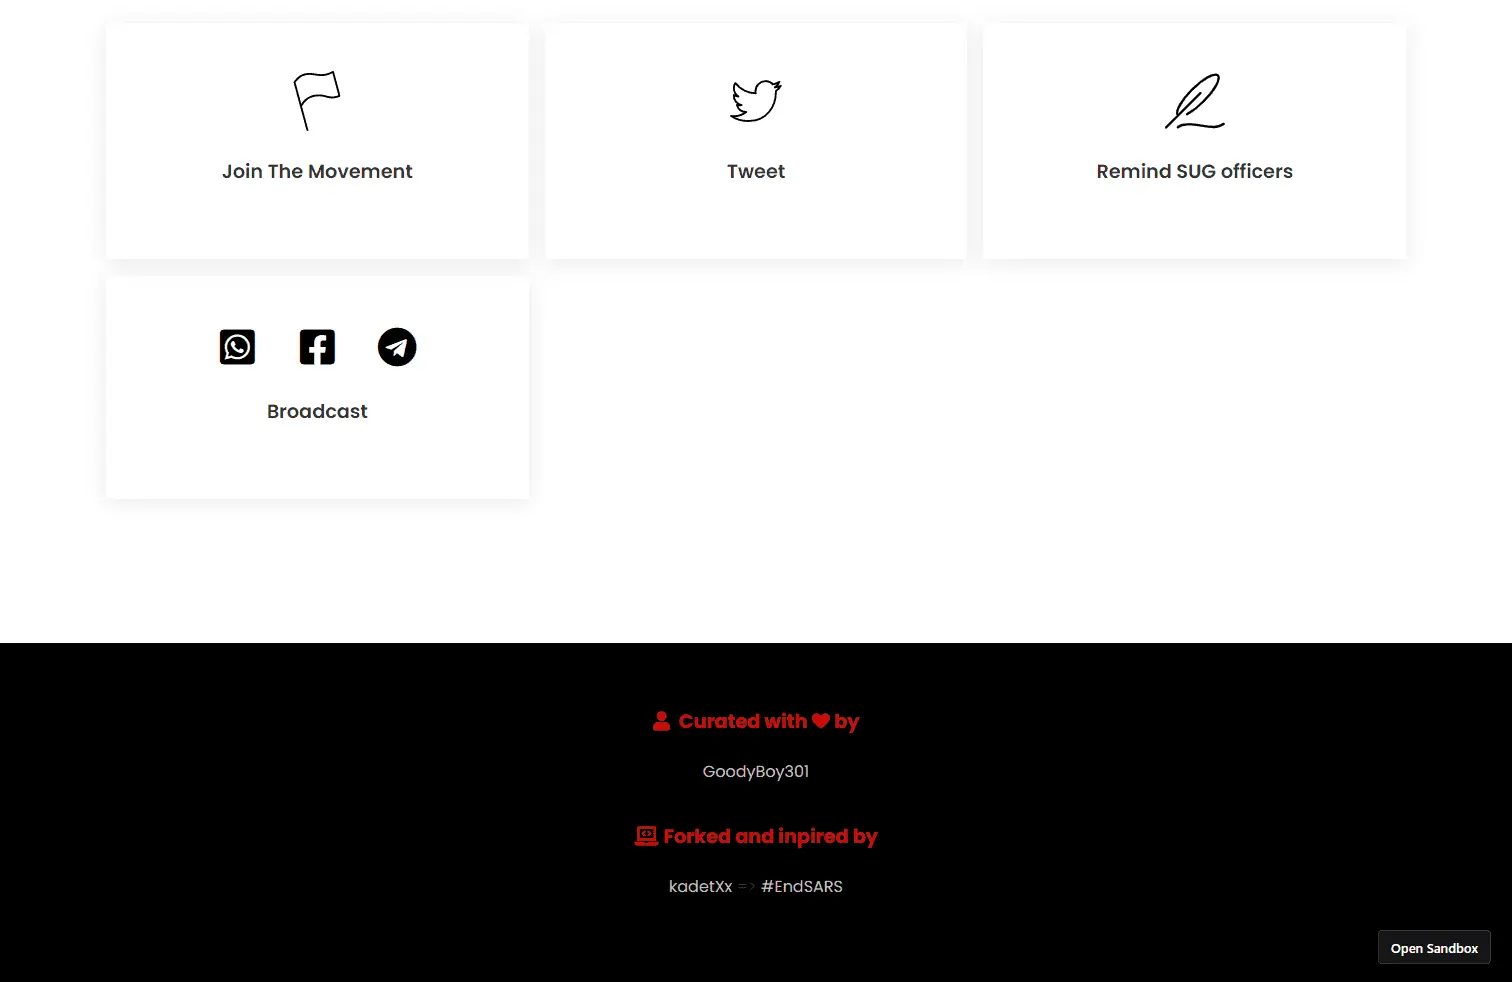 Join The Movement
Tweet
Remind SUG officers
Broadcast
Curated with by
GoodyBoy301
Forked and inpired by
kadetXx => #EndSARS
Open Sandbox